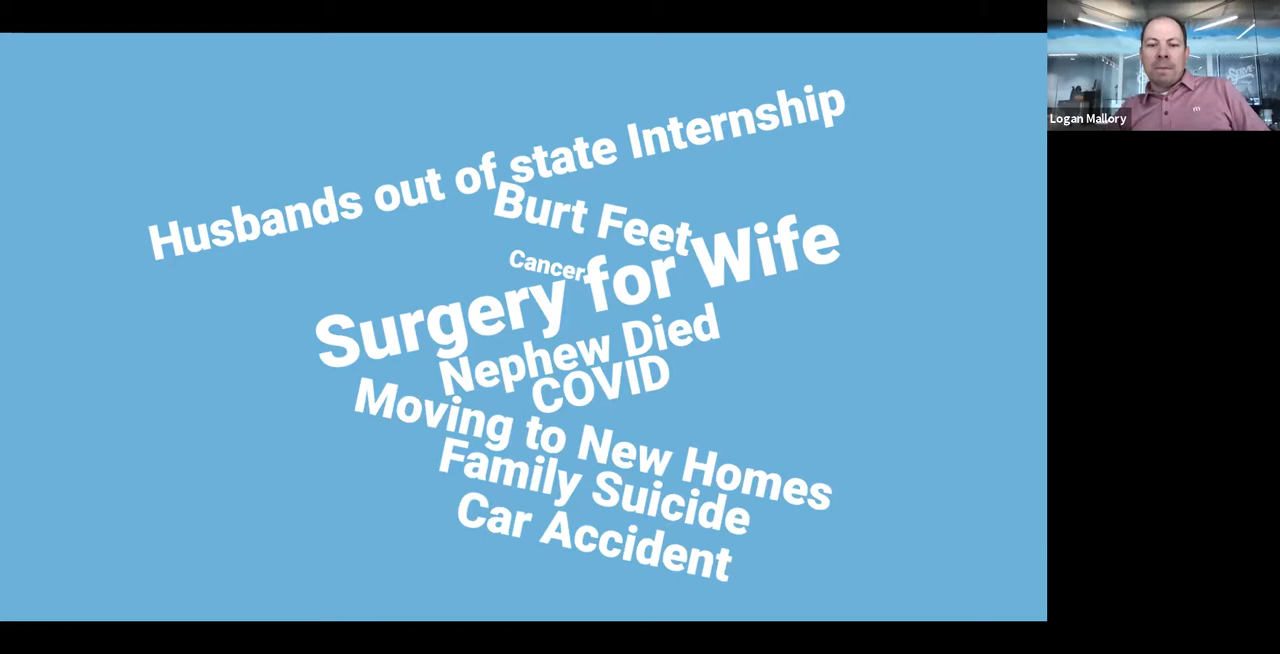 Husbands out of state Internship
Burt Feet
Cancer
Surgery for Wife
Nephew Died
COVID
Moving to New Homes
Family Suicide
Car Accident
Logan Mallory